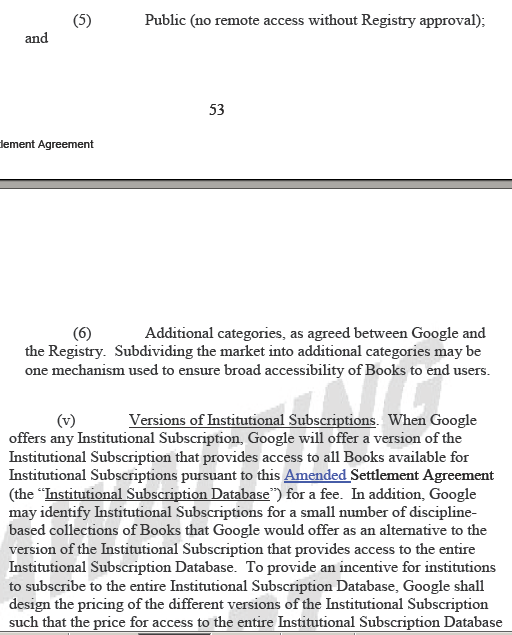 (5) Public (no remote access without Registry approval);
and
53
tlement Agreement
(6) Additional categories, as agreed between Google and
the Registry. Subdividing the market into additional categories may be
one mechanism used to ensure broad accessibility of Books to end users.
(v) Versions of Institutional Subscriptions. When Google
offers any Institutional Subscription, Google will offer a version of the
Institutional Subscription that provides access to all Books available for
Institutional Subscriptions pursuant to this Amended Settlement Agreement
(the “Institutional Subscription Database”) for a fee. In addition, Google
may identify Institutional Subscriptions for a small number of discipline-
based collections of Books that Google would offer as an alternative to the
version of the Institutional Subscription that provides access to the entire
Institutional Subscription Database. To provide an incentive for institutions
to subscribe to the entire Institutional Subscription Database, Google shall
design the pricing of the different versions of the Institutional Subscription
such that the price for access to the entire Institutional Subscription Database
AWAITING